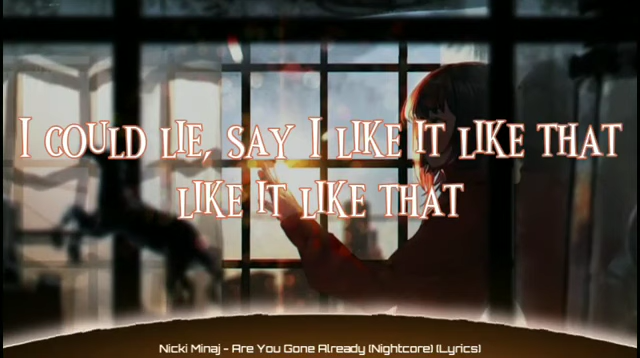 I COULD LIE, SAY I LIKE IT LIKE THAT
LIKE IT LIKE THAT
Nicki Minaj - Are You Gone Already (Nightcore) (Lyrics)